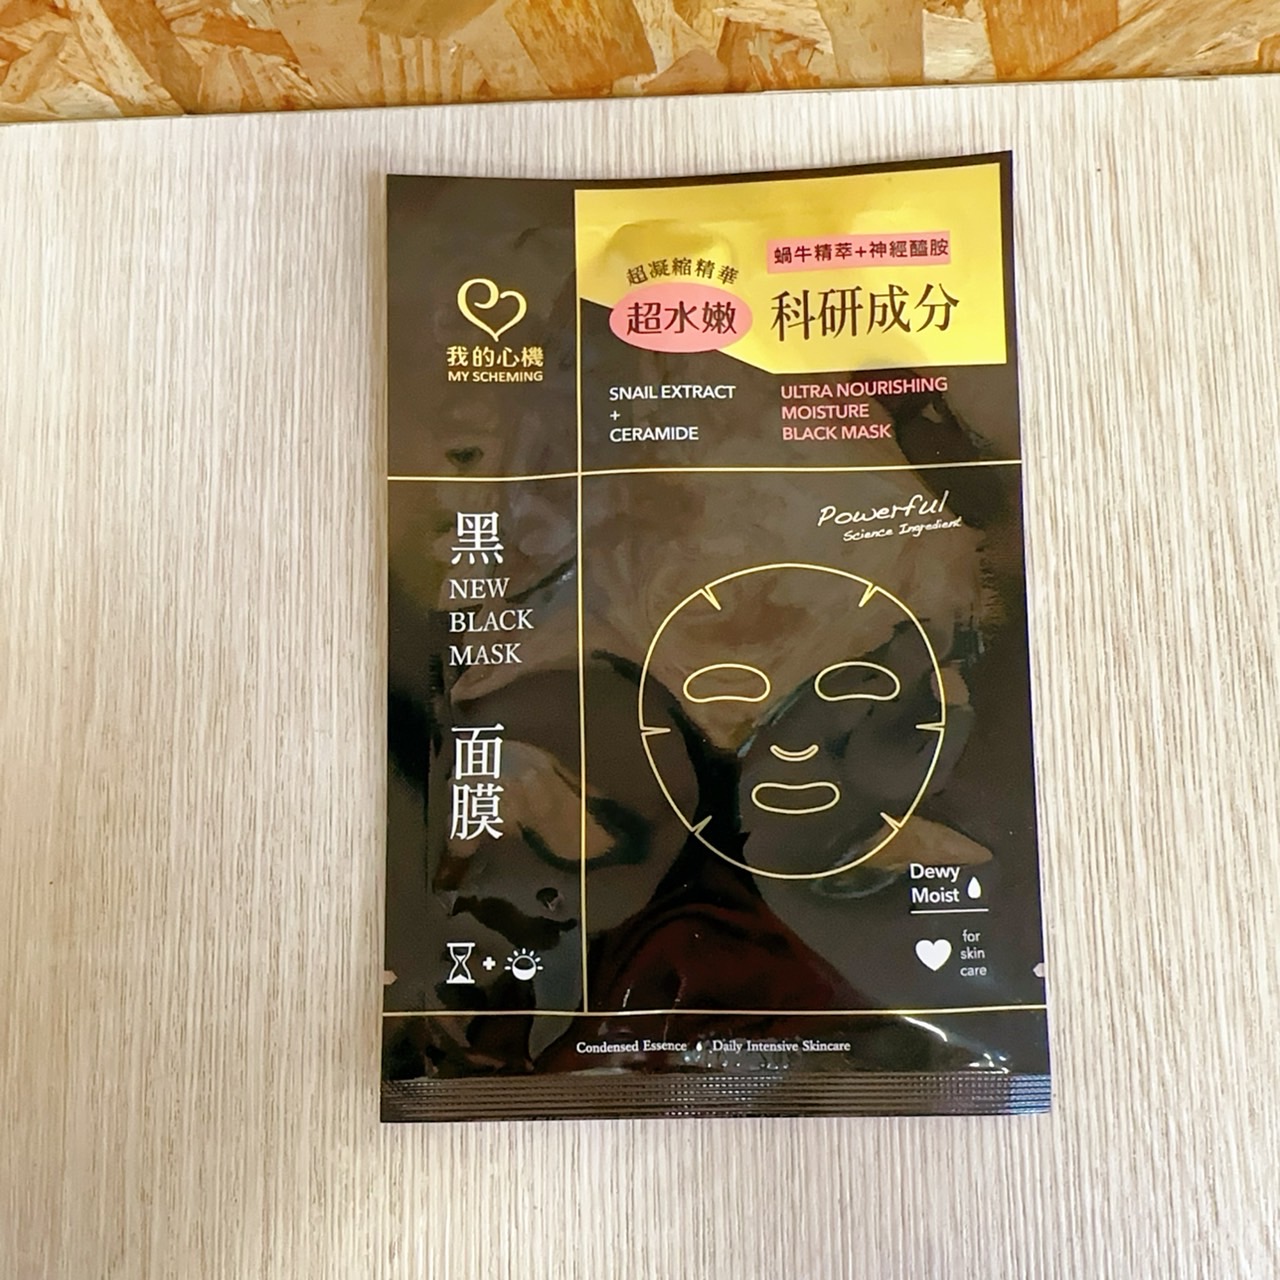 我的心機
MY SCHEMING
超凝縮精華
超水嫩
蝸牛精萃+神經醯胺
科研成分
SNAIL EXTRACT
+
CERAMIDE
ULTRA NOURISHING
MOISTURE
BLACK MASK
黑
NEW
BLACK
MASK
面
膜
Powerful
Science Ingredient
Dewy
Moist
for
skin
care
Condensed Essence Daily Intensive Skincare